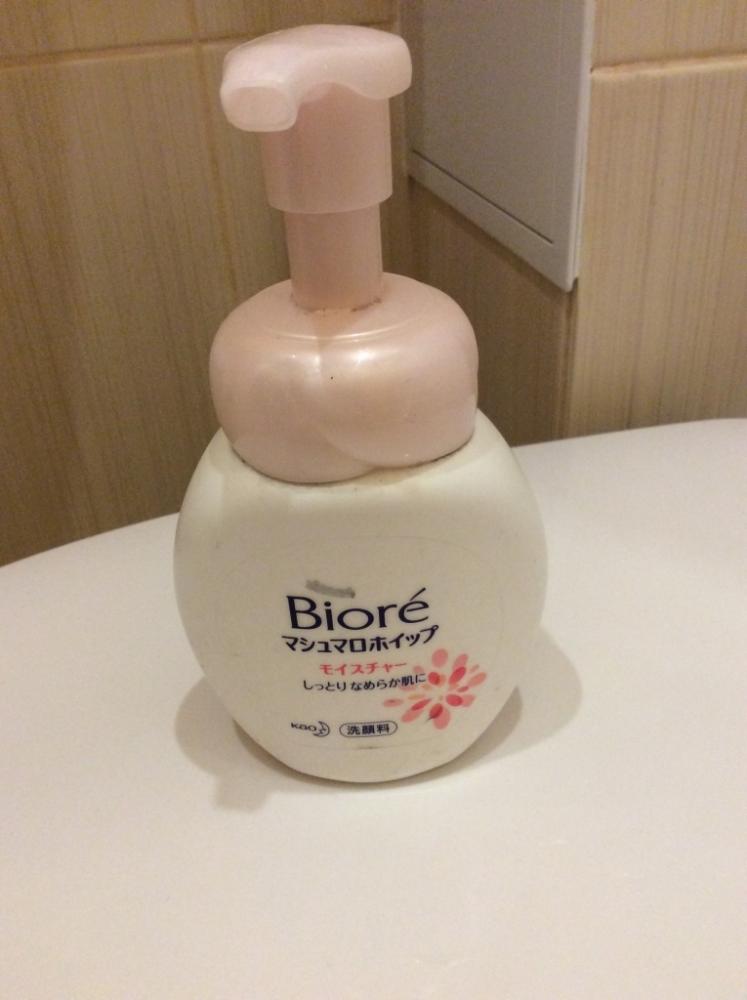 Bioré
マシュマロホイップ
モイスチャー
しっとりなめらか肌に
Kao 洗顔料